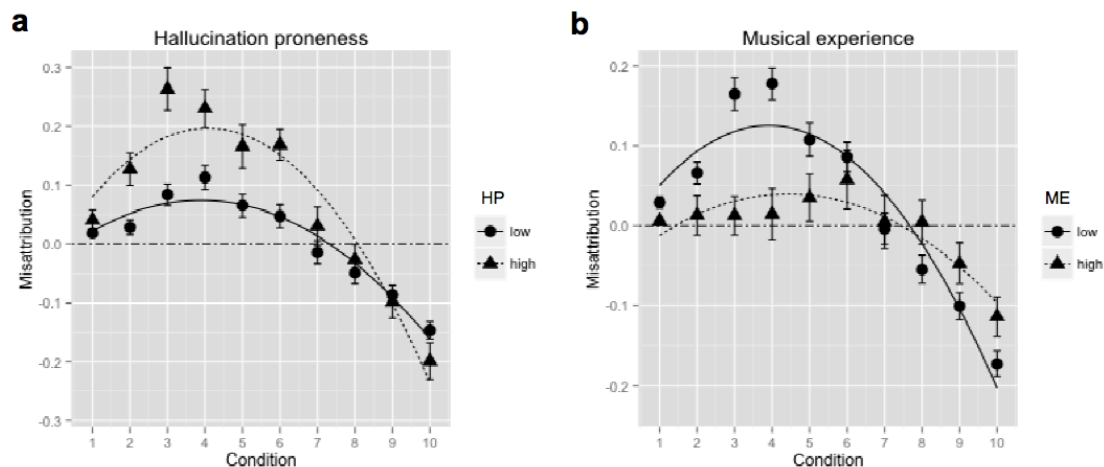 a
Hallucination proneness
0.3
0.2
0.1
0.0
-0.1
-0.2
-0.3
Misattribution
1 2 3 4 5 6 7 8 9 10
Condition
HP
low
high
b
Musical experience
0.2
0.1
0.0
-0.1
-0.2
Misattribution
1 2 3 4 5 6 7 8 9 10
Condition
ME
low
high